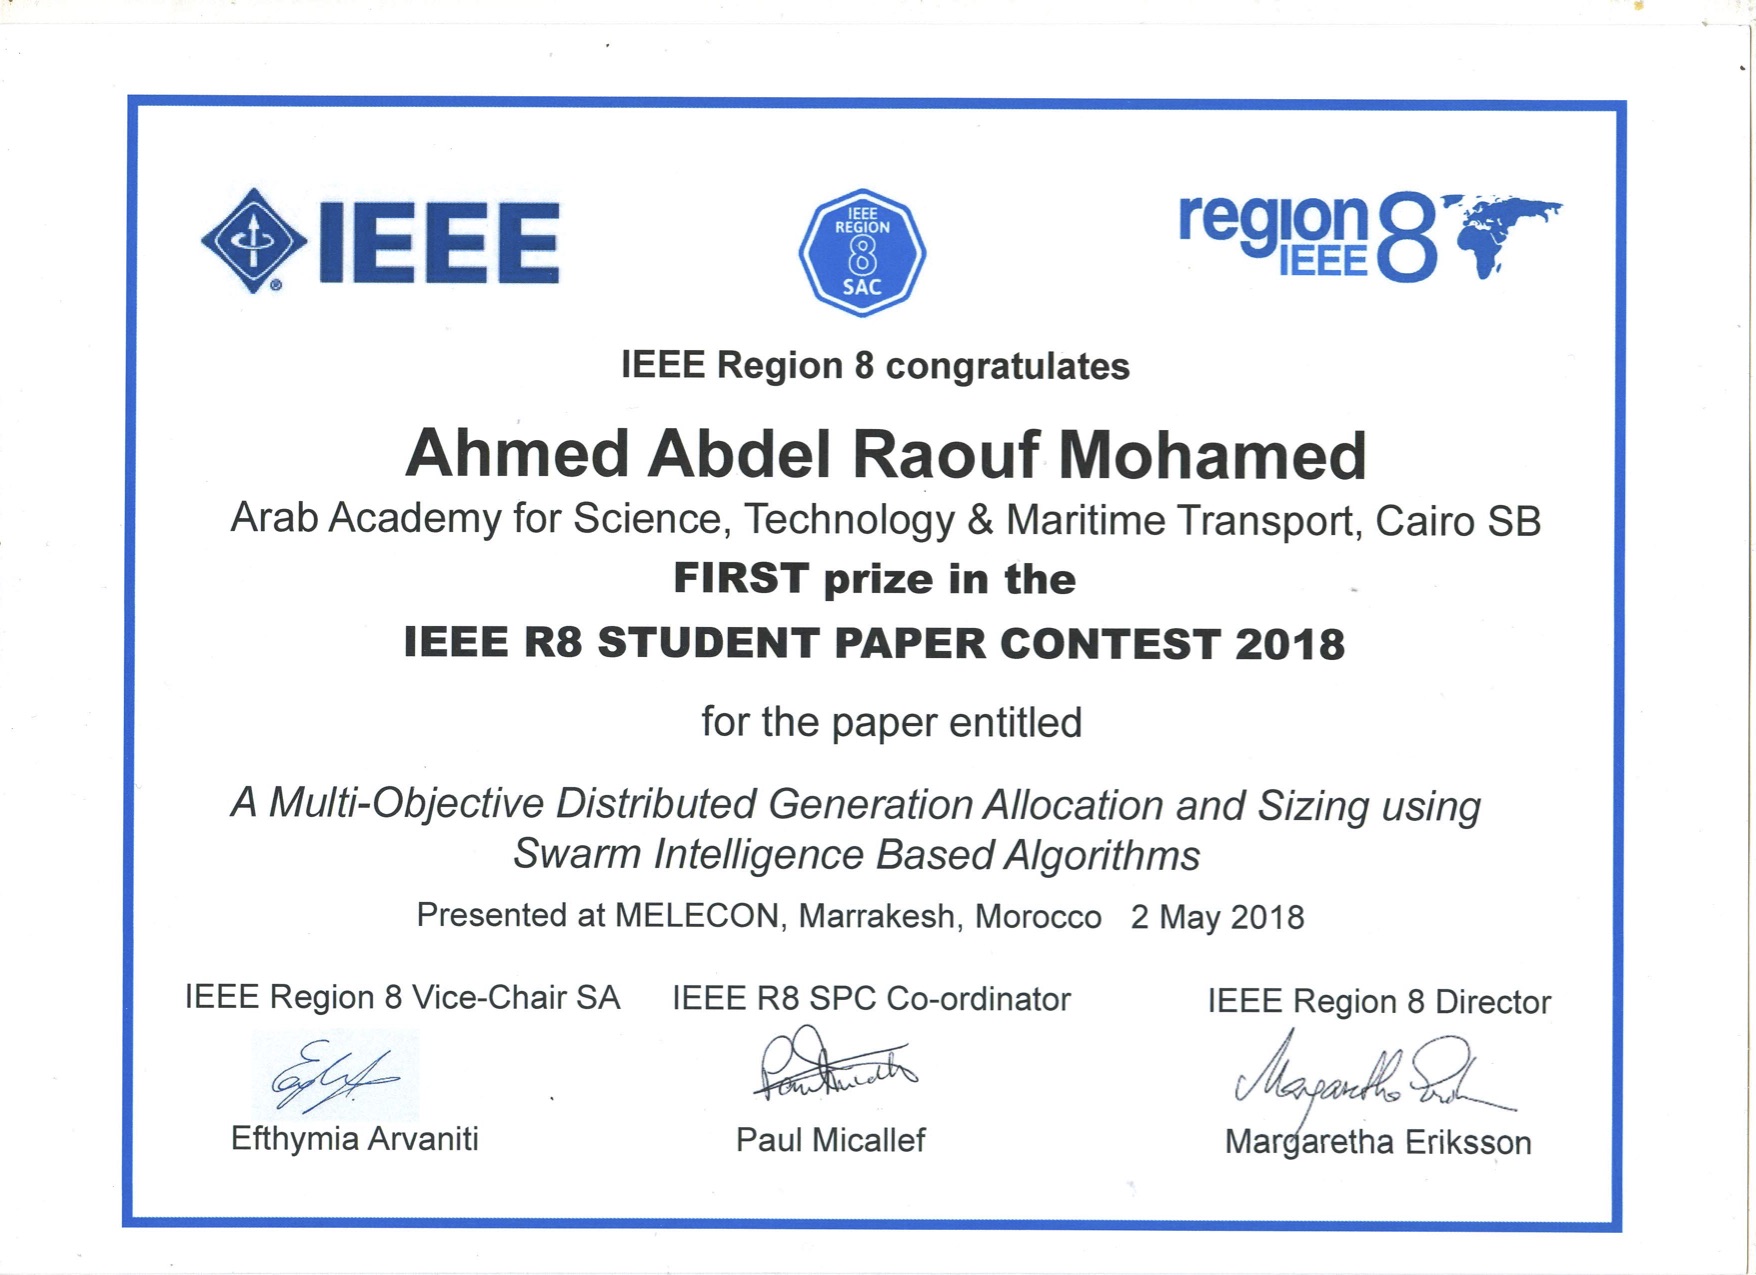 IEEE
IEEE
REGION
8
SAC
region 8
IEEE
IEEE Region 8 congratulates
Ahmed Abdel Raouf Mohamed
Arab Academy for Science, Technology & Maritime Transport, Cairo SB
FIRST prize in the
IEEE R8 STUDENT PAPER CONTEST 2018
for the paper entitled
A Multi-Objective Distributed Generation Allocation and Sizing using
Swarm Intelligence Based Algorithms
Presented at MELECON, Marrakesh, Morocco 2 May 2018
IEEE Region 8 Vice-Chair SA
IEEE R8 SPC Co-ordinator
IEEE Region 8 Director
Efthymia Arvaniti
Paul Micallef
Margaretha Eriksson